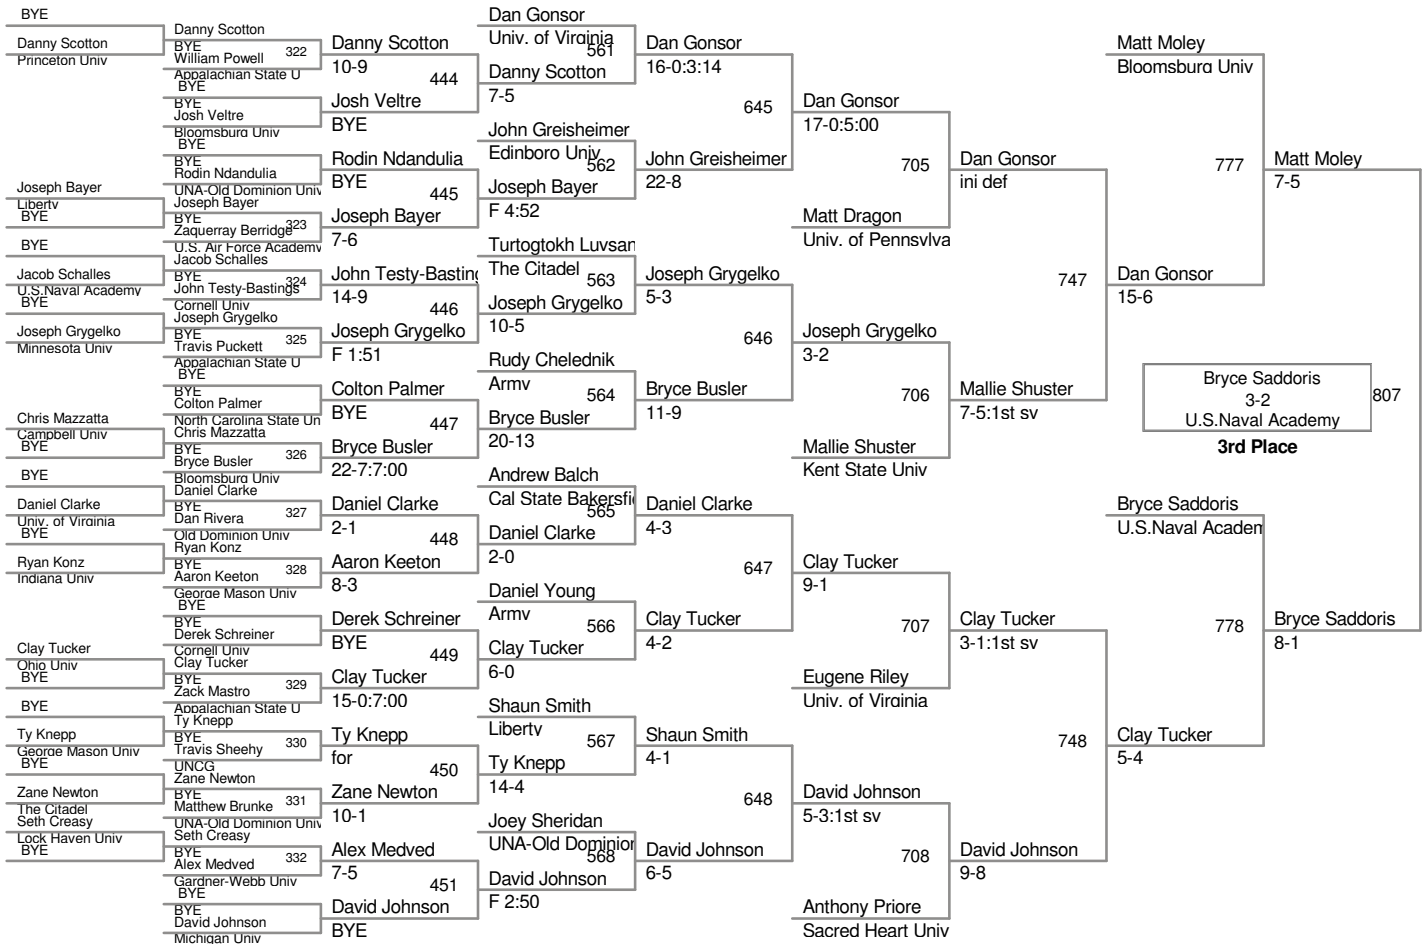 BYE
Danny Scotton
Princeton Univ
Joseph Bayer
Liberty
BYE
BYE
Jacob Schalles
U.S.Naval Academy
BYE
Joseph Grygelko
Minnesota Univ
Chris Mazzatta
Campbell Univ
BYE
BYE
Daniel Clarke
Univ. of Virginia
BYE
Ryan Konz
Indiana Univ
Clay Tucker
Ohio Univ
BYE
BYE
Ty Knepp
George Mason Univ
BYE
Zane Newton
The Citadel
Seth Creasy
Lock Haven Univ
BYE
Danny Scotton
BYE
322
William Powell
Appalachian State U
BYE
BYE
Josh Veltre
Bloomsburg Univ
BYE
BYE
Rodin Ndandulia
UNA-Old Dominion Univ
Joseph Bayer
BYE
323
Zaquerray Berridge
U.S. Air Force Academy
Jacob Schalles
BYE
324
John Testy-Bastings
Cornell Univ
Joseph Grygelko
BYE
325
Travis Puckett
Appalachian State U
BYE
BYE
Colton Palmer
North Carolina State Un
Chris Mazzatta
BYE
326
Bryce Busler
Bloomsburg Univ
Daniel Clarke
BYE
327
Dan Rivera
Old Dominion Univ
Ryan Konz
BYE
328
Aaron Keeton
George Mason Univ
BYE
BYE
Derek Schreiner
Cornell Univ
Clay Tucker
BYE
329
Zack Mastro
Appalachian State U
Ty Knepp
BYE
330
Travis Sheehy
UNCG
Zane Newton
BYE
331
Matthew Brunke
UNA-Old Dominion Univ
Seth Creasy
BYE
332
Alex Medved
Gardner-Webb Univ
BYE
BYE
David Johnson
Michigan Univ
Danny Scotton
10-9
444
Josh Veltre
BYE
Rodin Ndandulia
BYE
445
Joseph Bayer
7-6
John Testy-Basting
14-9
446
Joseph Grygelko
F 1:51
Colton Palmer
BYE
447
Bryce Busler
22-7:7:00
Daniel Clarke
2-1
448
Aaron Keeton
8-3
Derek Schreiner
BYE
449
Clay Tucker
15-0:7:00
Ty Knepp
for
450
Zane Newton
10-1
Alex Medved
7-5
451
David Johnson
BYE
Dan Gonsor
Univ. of Virginia
561
Danny Scotton
7-5
John Greisheimer
Edinboro Univ
562
Joseph Bayer
F 4:52
Turtogtokh Luvsan
The Citadel
563
Joseph Grygelko
10-5
Rudy Chelednik
Army
564
Bryce Busler
20-13
Andrew Balch
Cal State Bakersfie
565
Daniel Clarke
2-0
Daniel Young
Army
566
Clay Tucker
6-0
Shaun Smith
Liberty
567
Ty Knepp
14-4
Joey Sheridan
UNA-Old Dominion
568
David Johnson
F 2:50
Dan Gonsor
16-0:3:14
645
John Greisheimer
22-8
Joseph Grygelko
5-3
646
Bryce Busler
11-9
Daniel Clarke
4-3
647
Clay Tucker
4-2
Shaun Smith
4-1
648
David Johnson
6-5
Dan Gonsor
17-0:5:00
705
Matt Dragon
Univ. of Pennsylva
Joseph Grygelko
3-2
706
Mallie Shuster
Kent State Univ
Clay Tucker
9-1
707
Eugene Riley
Univ. of Virginia
David Johnson
5-3:1st sv
708
Anthony Priore
Sacred Heart Univ
Dan Gonsor
inj def
747
Mallie Shuster
7-5:1st sv
Clay Tucker
3-1:1st sv
748
David Johnson
9-8
Matt Moley
Bloomsburg Univ
777
Dan Gonsor
15-6
Bryce Saddoris
U.S.Naval Academ
778
Clay Tucker
5-4
Matt Moley
7-5
Bryce Saddoris
3-2
U.S.Naval Academy
807
3rd Place
Bryce Saddoris
8-1